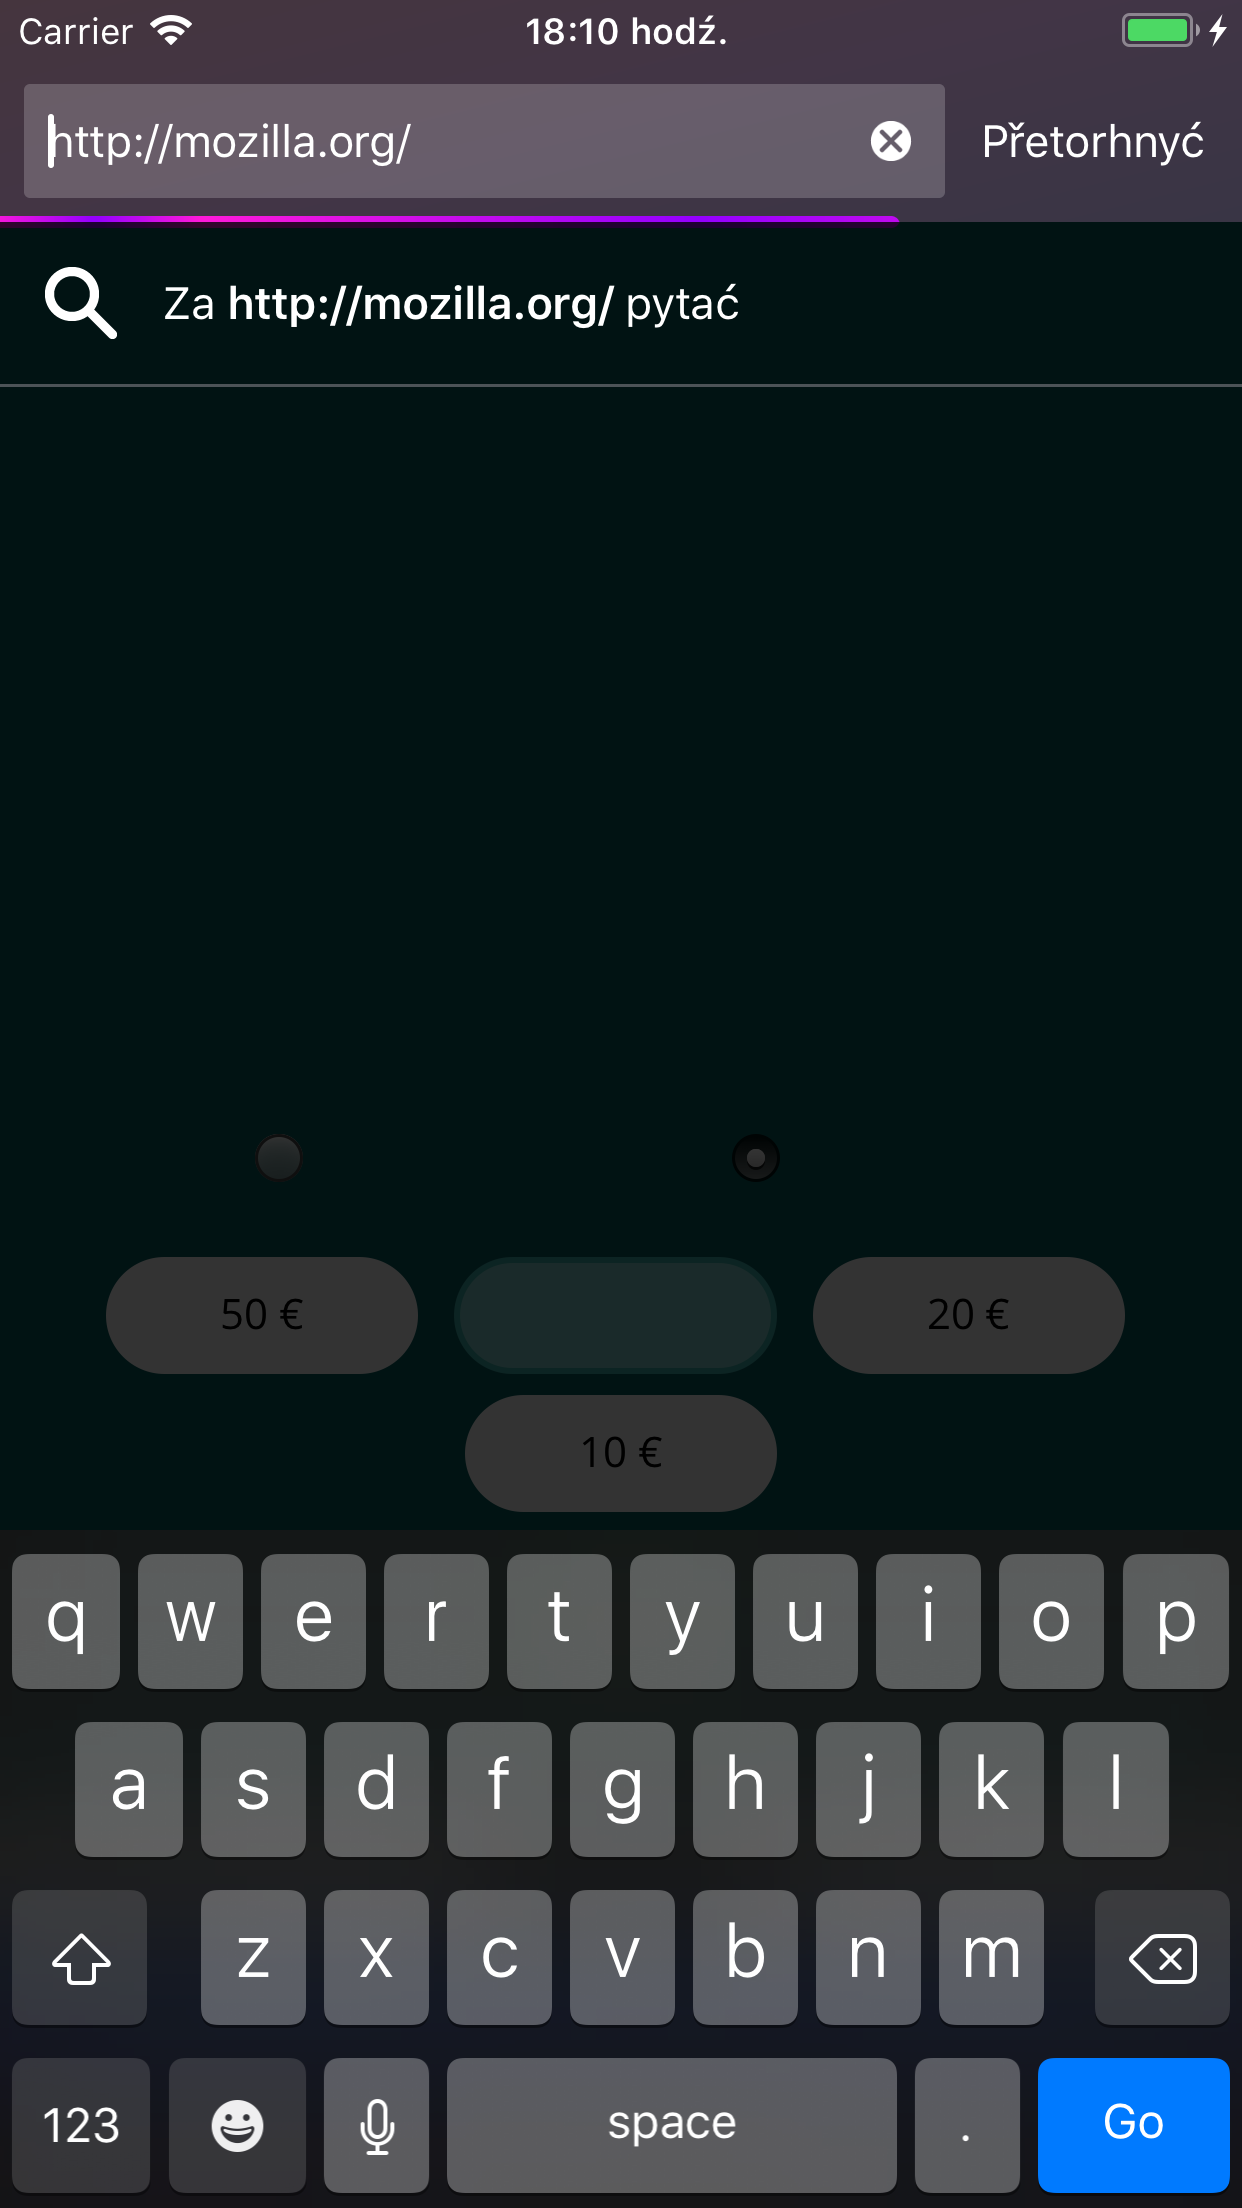 Carrier 18:10 hodź.
http://mozilla.org/ Přetorhnyć
Za http://mozilla.org/ pytać
50 € 20 €
10 €
q w e r t y u i o p
a s d f g h j k l
z x c v b n m
123 space . Go